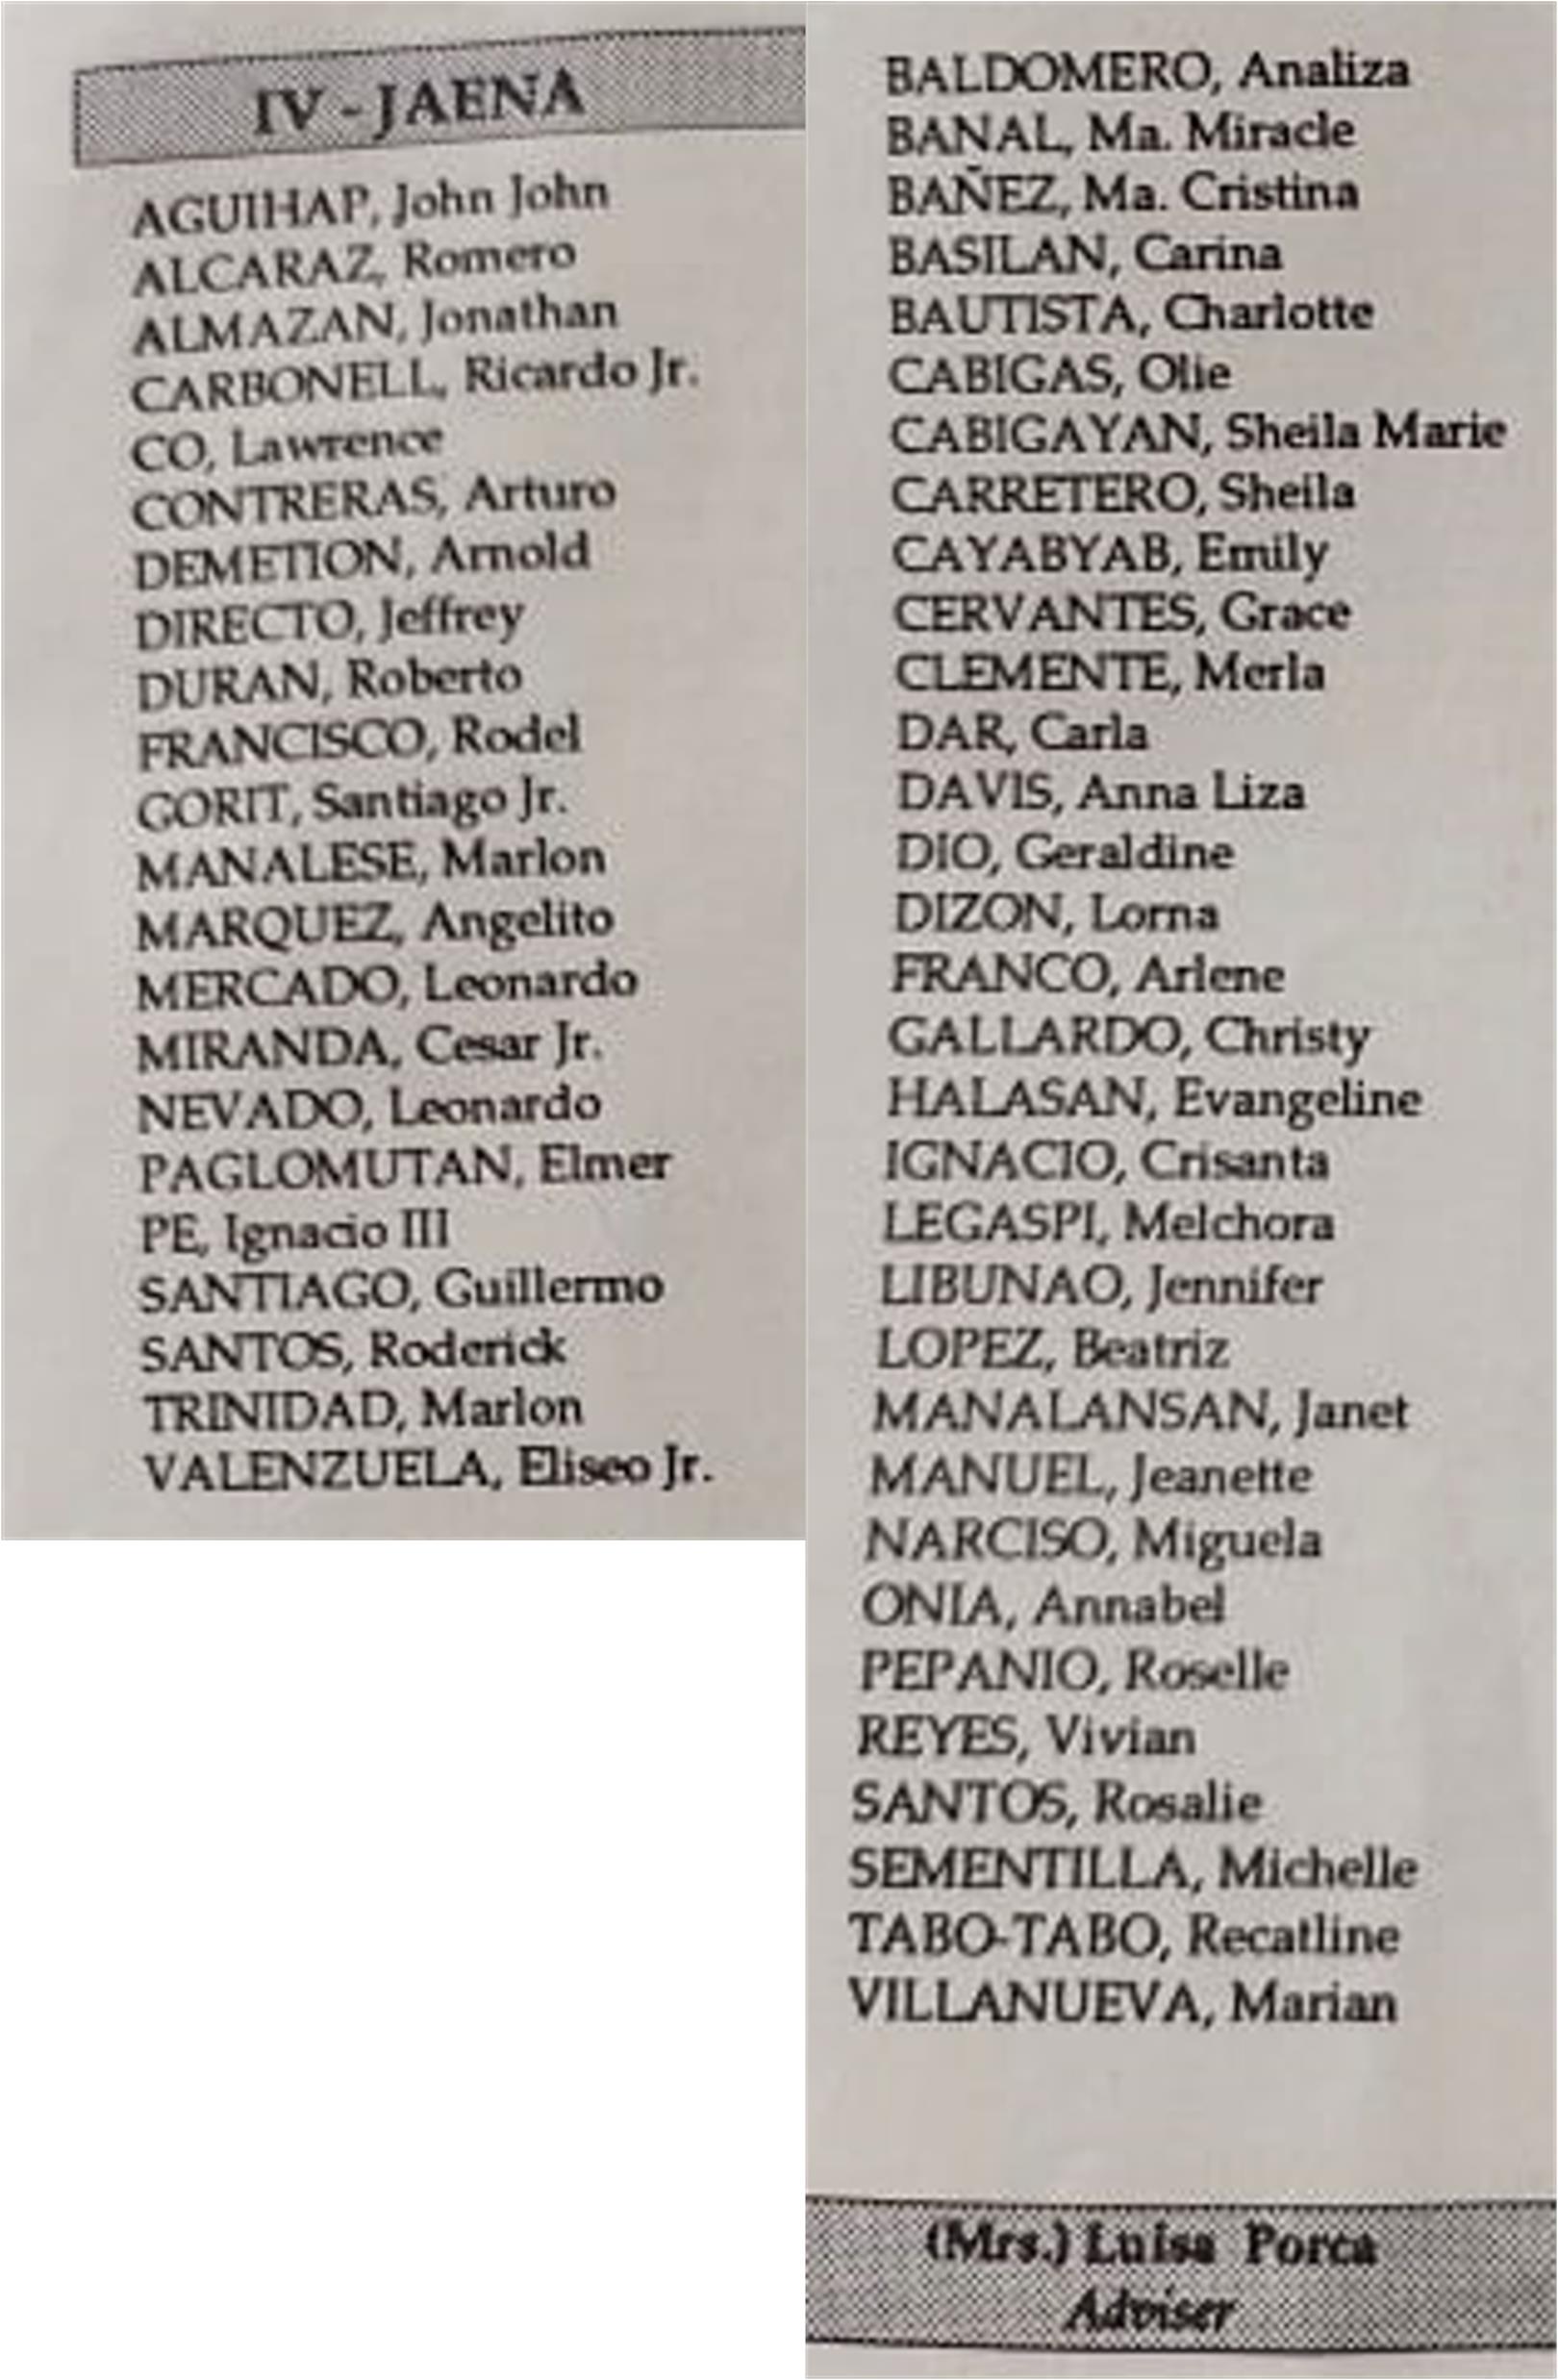 IV - JAENA
AGUIHAP, John John
ALCARAZ, Romero
ALMAZAN, Jonathan
CARBONELL, Ricardo Jr.
CO, Lawrence
CONTRERAS, Arturo
DEMETION, Arnold
DIRECTO, Jeffrey
DURAN, Roberto
FRANCISCO, Rodel
GORIT, Santiago Jr.
MANALESE, Marlon
MARQUEZ, Angelito
MERCADO, Leonardo
MIRANDA, Cesar Jr.
NEVADO, Leonardo
PAGLOMUTAN, Elmer
PE, Ignacio III
SANTIAGO, Guillermo
SANTOS, Roderick
TRINIDAD, Marlon
VALENZUELA, Eliseo Jr.
BALDOMERO, Analiza
BANAL, Ma. Miracle
BAÑEZ, Ma. Cristina
BASILAN, Carina
BAUTISTA, Charlotte
CABIGAS, Olie
CABIGAYAN, Sheila Marie
CARRETERO, Sheila
CAYABYAB, Emily
CERVANTES, Grace
CLEMENTE, Merla
DAR, Carla
DAVIS, Anna Liza
DIO, Geraldine
DIZON, Lorna
FRANCO, Arlene
GALLARDO, Christy
HALASAN, Evangeline
IGNACIO, Crisanta
LEGASPI, Melchora
LIBUNAO, Jennifer
LOPEZ, Beatriz
MANALANSAN, Janet
MANUEL, Jeanette
NARCISO, Miguela
ONIA, Annabel
PEPANIO, Roselle
REYES, Vivian
SANTOS, Rosalie
SEMENTILLA, Michelle
TABO-TABO, Recatline
VILLANUEVA, Marian
(Mrs.) Luisa Porca
Adviser